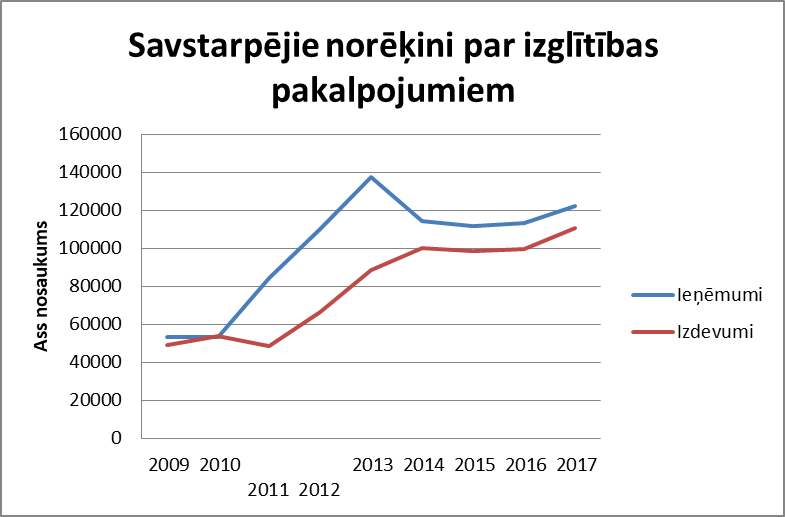 Savstarpējie norēķini par izglītības
pakalpojumiem
160000
140000
120000
100000
80000
60000
40000
20000
0
Ass nosaukums
2009 2010 2013 2014 2015 2016 2017
2011 2012
Ieņēmumi
Izdevumi